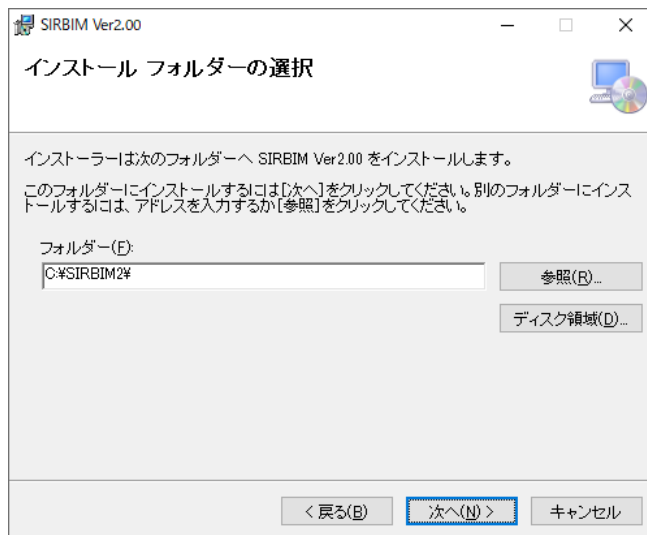 SIRBIM Ver2.00
インストール フォルダーの選択
インストーラーは次のフォルダーへ SIRBIM Ver2.00 をインストールします。
このフォルダーにインストールするには[次へ]をクリックしてください。別のフォルダーにインス
トールするには、アドレスを入力するか[参照]をクリックしてください。
フォルダー(F):
C:¥SIRBIM2¥
参照(R)...
ディスク領域(D)...
< 戻る(B)
次へ(N) >
キャンセル